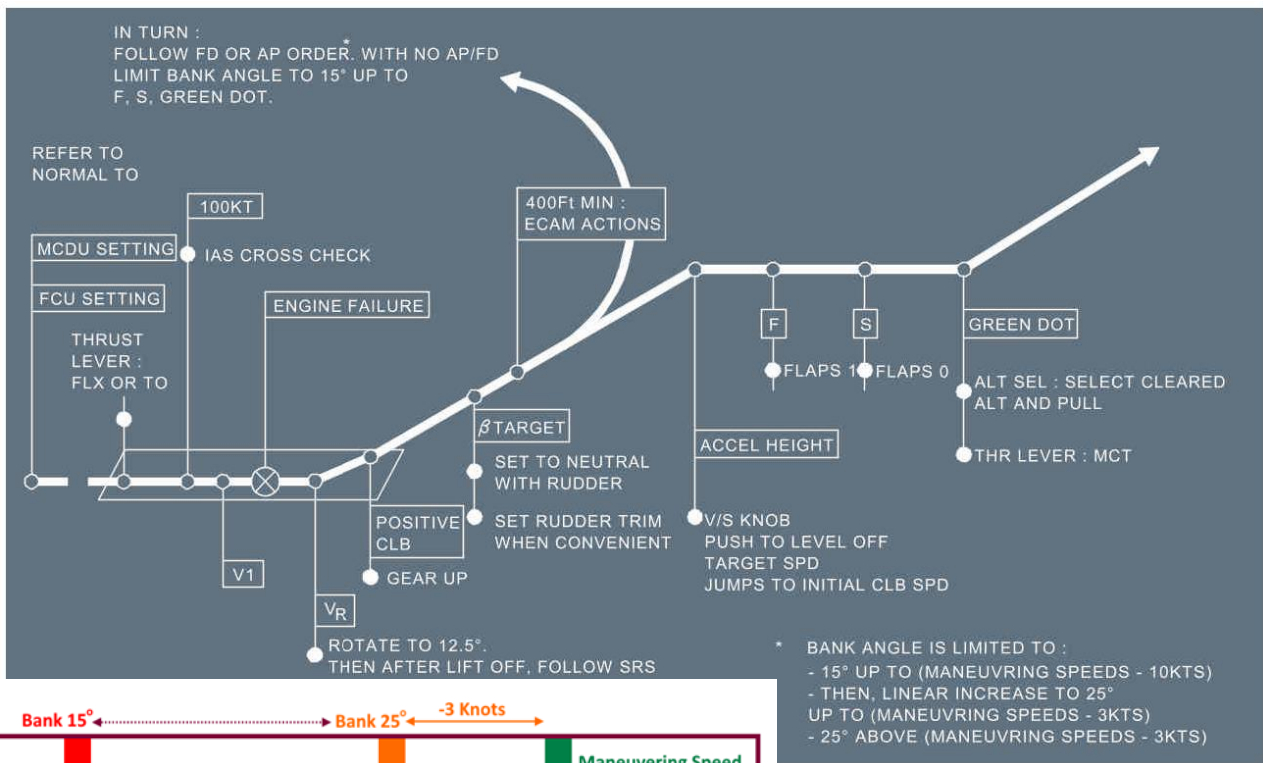 IN TURN :
FOLLOW FD OR AP ORDER.* WITH NO AP/FD
LIMIT BANK ANGLE TO 15° UP TO
F, S, GREEN DOT.
REFER TO
NORMAL TO
100KT
400Ft MIN :
ECAM ACTIONS
MCDU SETTING
IAS CROSS CHECK
FCU SETTING
ENGINE FAILURE
THRUST
LEVER :
FLX OR TO
F
S
GREEN DOT
FLAPS 1
FLAPS 0
ALT SEL : SELECT CLEARED
ALT AND PULL
THR LEVER : MCT
βTARGET
SET TO NEUTRAL
WITH RUDDER
SET RUDDER TRIM
WHEN CONVENIENT
ACCEL HEIGHT
V/S KNOB
PUSH TO LEVEL OFF
TARGET SPD
JUMPS TO INITIAL CLB SPD
POSITIVE
CLB
GEAR UP
V1
VR
ROTATE TO 12.5°.
THEN AFTER LIFT OFF, FOLLOW SRS
* BANK ANGLE IS LIMITED TO :
- 15° UP TO (MANEUVRING SPEEDS - 10KTS)
- THEN, LINEAR INCREASE TO 25°
UP TO (MANEUVRING SPEEDS - 3KTS)
- 25° ABOVE (MANEUVRING SPEEDS - 3KTS)
Bank 15°
Bank 25°
-3 Knots
Maneuvering Speed